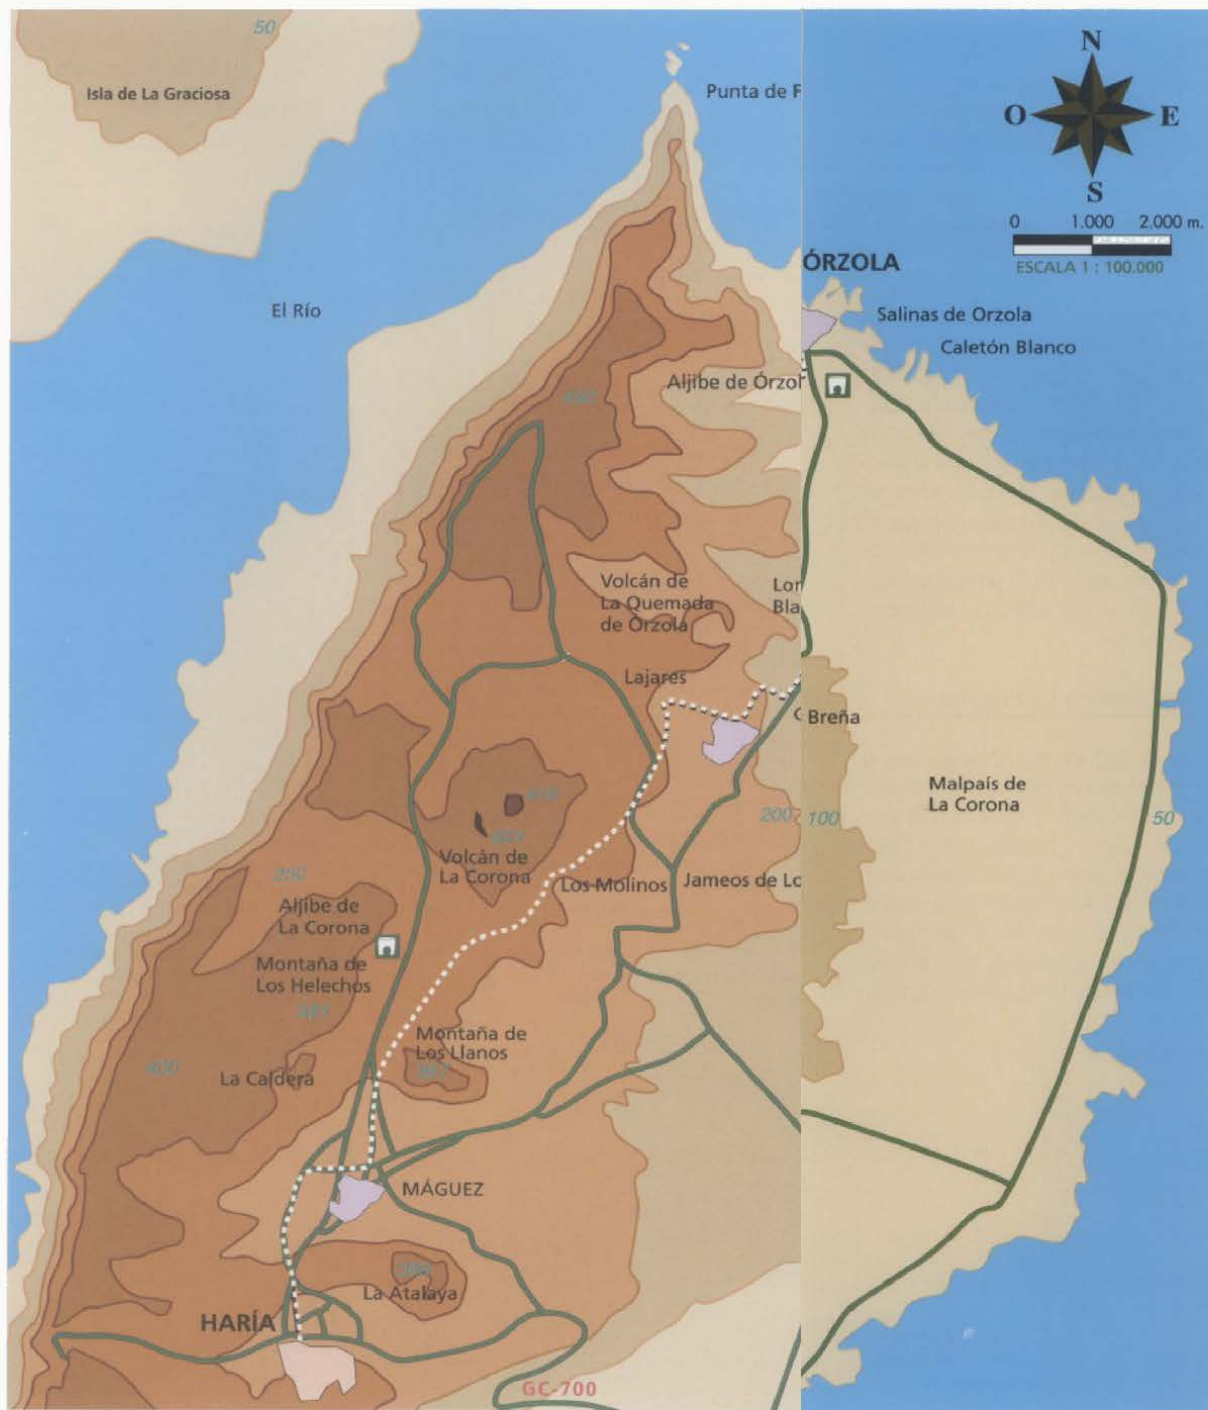 50
Isla de La Graciosa
N
O
E
S
Punta de F
0 1.000 2.000 m.
ESCALA 1 : 100.000
ÓRZOLA
Salinas de Orzola
Caletón Blanco
El Río
Aljibe de Órzol
Volcán de
La Quemada
de Órzola
Lor
Bla
Lajares
Breña
Malpaís de
La Corona
200
100
50
Volcán de
La Corona
Los Molinos
Jameos de Lo
250
Aljibe de
La Corona
Montaña de
Los Helechos
Montaña de
Los Llanos
400
La Caldera
MÁGUEZ
La Atalaya
HARÍA
GC-700